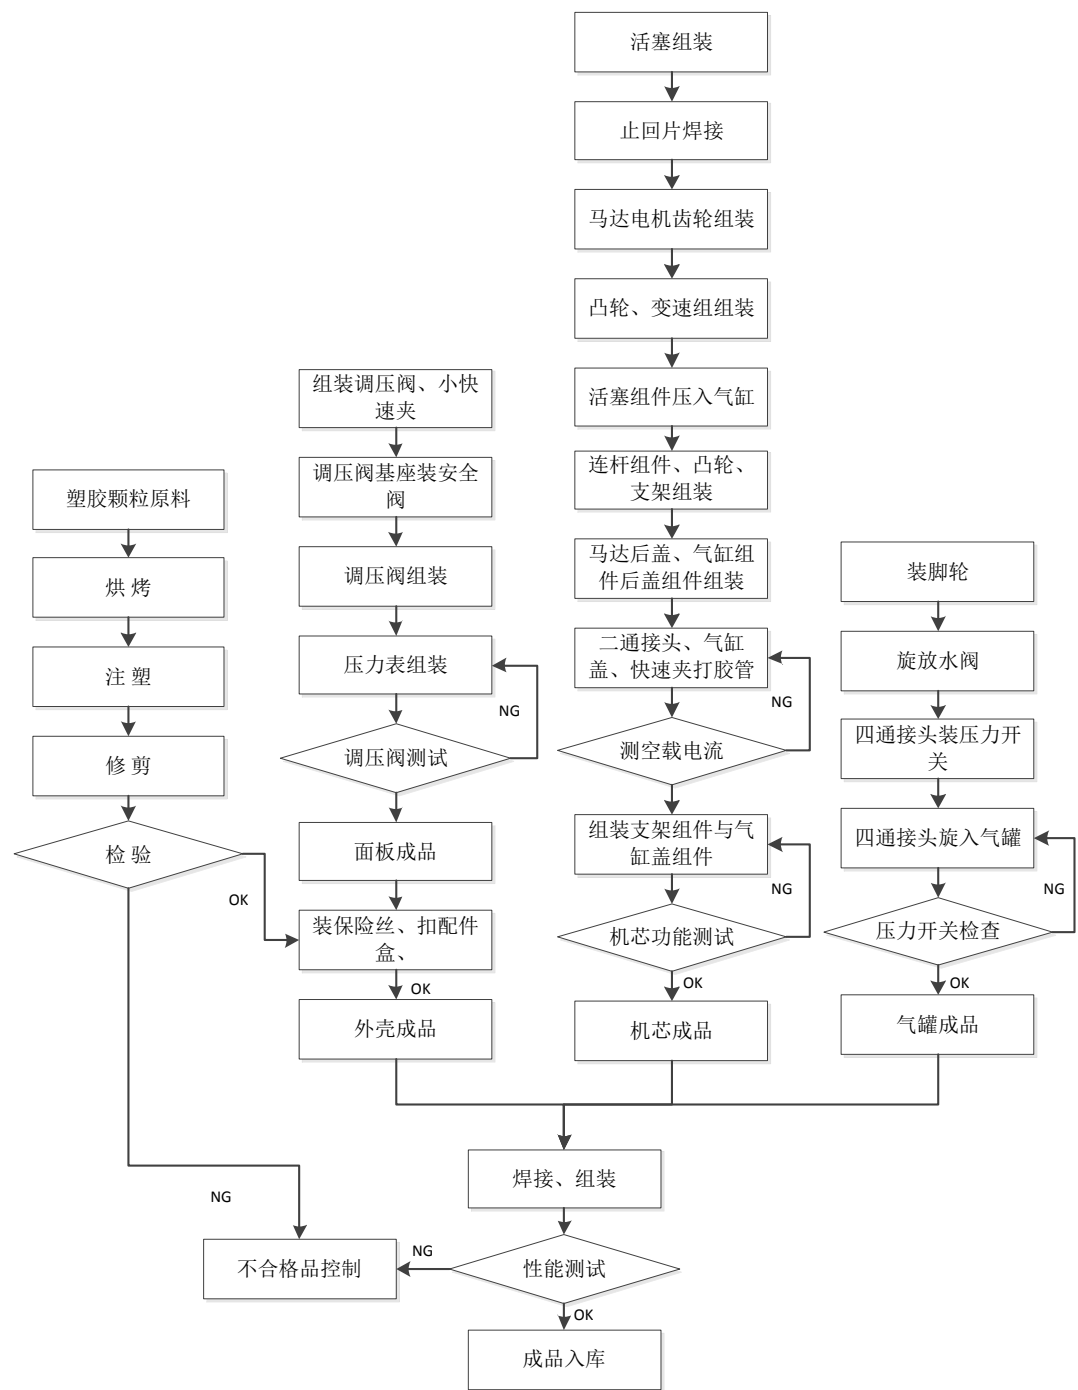 活塞组装
止回片焊接
马达电机齿轮组装
凸轮、变速组组装
活塞组件压入气缸
连杆组件、凸轮、
支架组装
马达后盖、气缸组
件后盖组件组装
二通接头、气缸
盖、快速夹打胶管
NG
测空载电流
组装支架组件与气
缸盖组件
NG
机芯功能测试
OK
机芯成品
组装调压阀、小快
速夹
调压阀基座装安全
阀
调压阀组装
压力表组装
NG
调压阀测试
面板成品
装保险丝、扣配件
盒、
OK
外壳成品
塑胶颗粒原料
烘 烤
注 塑
修 剪
检 验
OK
NG
装脚轮
旋放水阀
四通接头装压力开
关
四通接头旋入气罐
NG
压力开关检查
OK
气罐成品
焊接、组装
性能测试
NG
不合格品控制
OK
成品入库